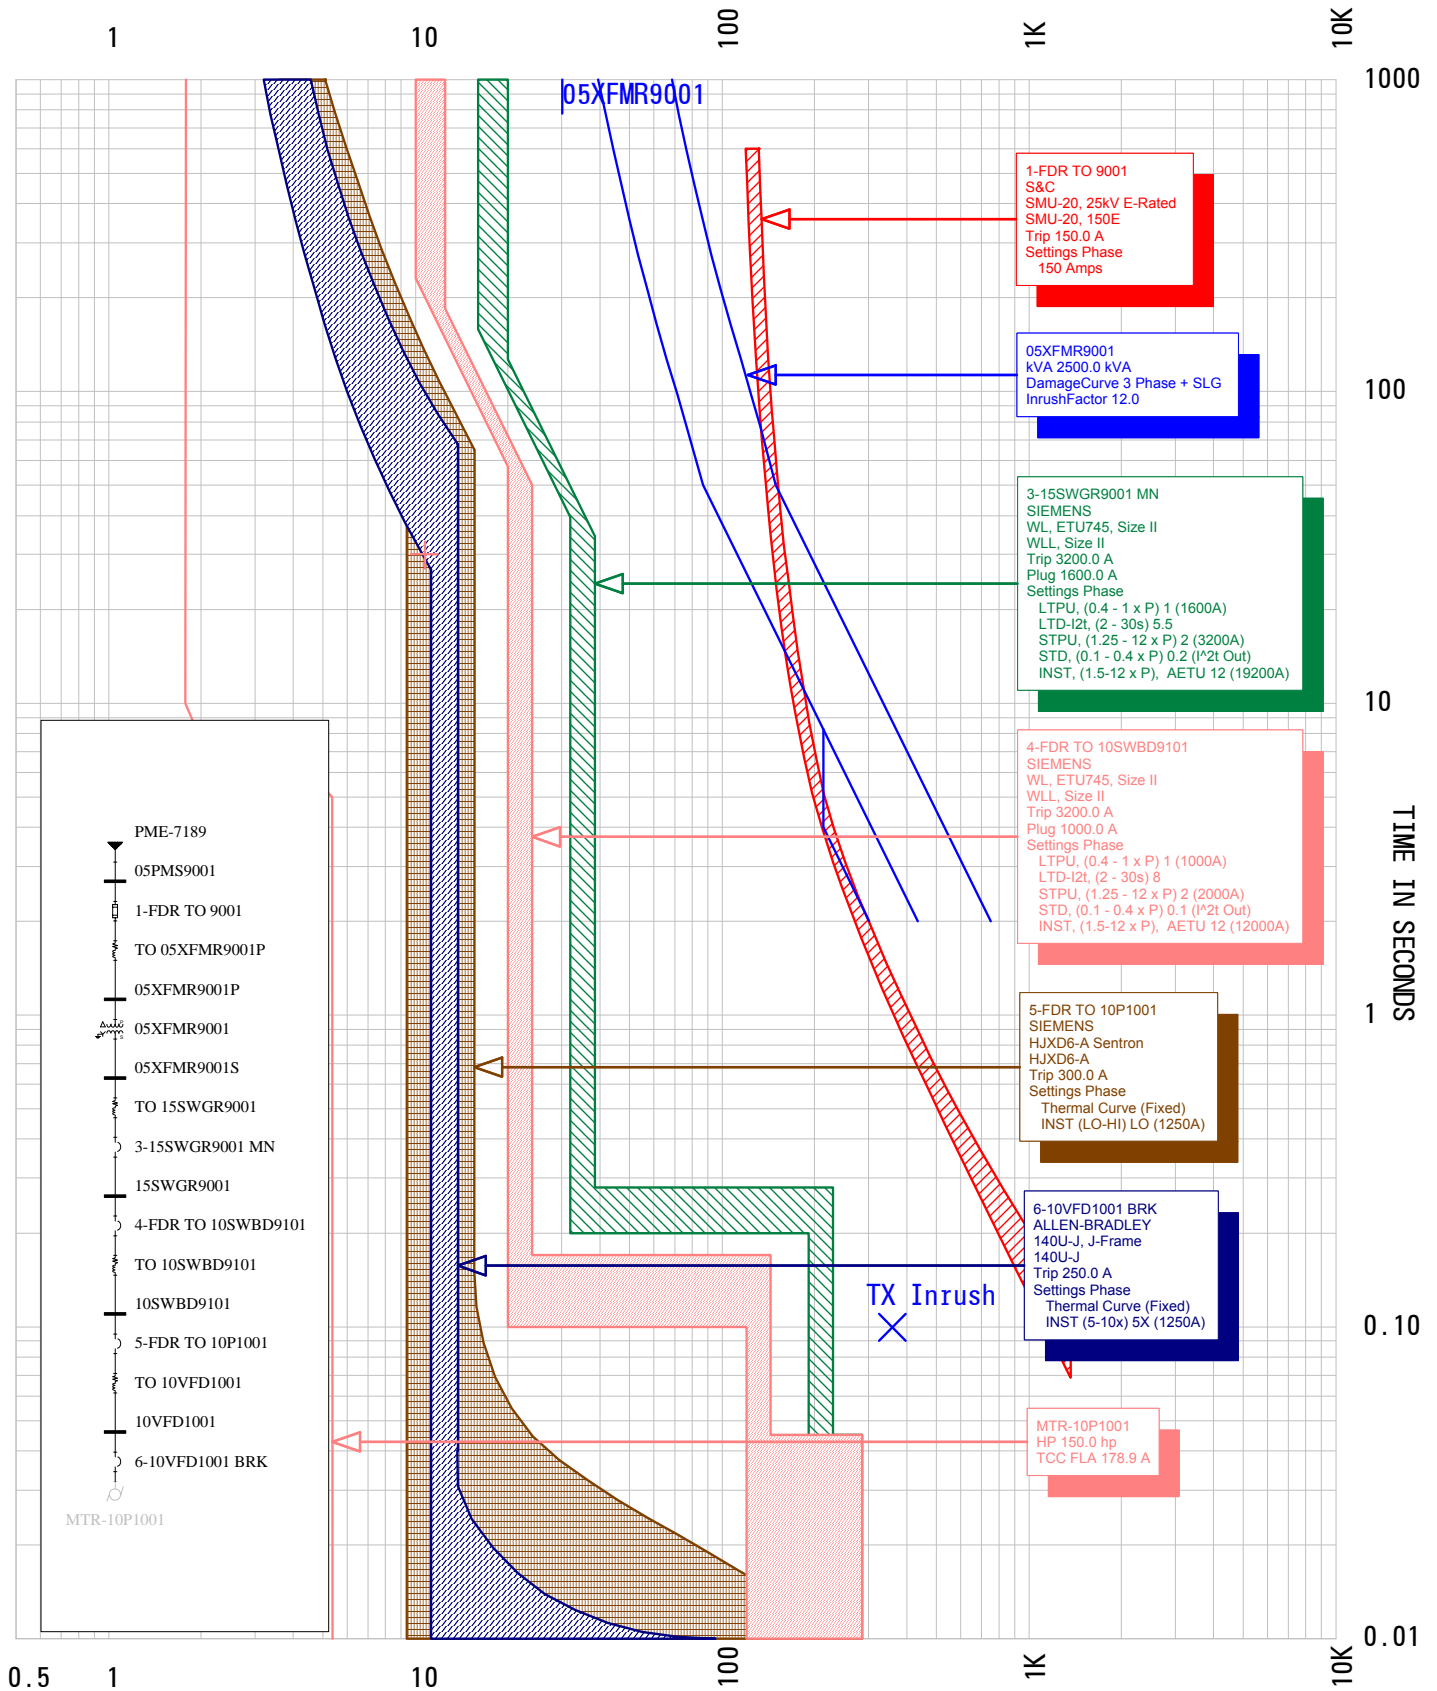 1
10
100
1K
10K
1000
100
10
1
0.10
0.01
TIME IN SECONDS
05XFMR9001
1-FDR TO 9001
S&C
SMU-20, 25kV E-Rated
SMU-20, 150E
Trip 150.0 A
Settings Phase
150 Amps
05XFMR9001
kVA 2500.0 kVA
DamageCurve 3 Phase + SLG
InrushFactor 12.0
3-15SWGR9001 MN
SIEMENS
WL, ETU745, Size II
WLL, Size II
Trip 3200.0 A
Plug 1600.0 A
Settings Phase
LTPU, (0.4 - 1 x P) 1 (1600A)
LTD-I2t, (2 - 30s) 5.5
STPU, (1.25 - 12 x P) 2 (3200A)
STD, (0.1 - 0.4 x P) 0.2 (I^2t Out)
INST, (1.5-12 x P),  AETU 12 (19200A)
4-FDR TO 10SWBD9101
SIEMENS
WL, ETU745, Size II
WLL, Size II
Trip 3200.0 A
Plug 1000.0 A
Settings Phase
LTPU, (0.4 - 1 x P) 1 (1000A)
LTD-I2t, (2 - 30s) 8
STPU, (1.25 - 12 x P) 2 (2000A)
STD, (0.1 - 0.4 x P) 0.1 (I^2t Out)
INST, (1.5-12 x P),  AETU 12 (12000A)
5-FDR TO 10P1001
SIEMENS
HJXD6-A Sentron
HJXD6-A
Trip 300.0 A
Settings Phase
Thermal Curve (Fixed)
INST (LO-HI) LO (1250A)
6-10VFD1001 BRK
ALLEN-BRADLEY
140U-J, J-Frame
140U-J
Trip 250.0 A
Settings Phase
Thermal Curve (Fixed)
INST (5-10x) 5X (1250A)
TX Inrush
MTR-10P1001
HP 150.0 hp
TCC FLA 178.9 A
PME-7189
05PMS9001
1-FDR TO 9001
TO 05XFMR9001P
05XFMR9001P
05XFMR9001
05XFMR9001S
TO 15SWGR9001
3-15SWGR9001 MN
15SWGR9001
4-FDR TO 10SWBD9101
TO 10SWBD9101
10SWBD9101
5-FDR TO 10P1001
TO 10VFD1001
10VFD1001
6-10VFD1001 BRK
MTR-10P1001
0.5
1
10
100
1K
10K